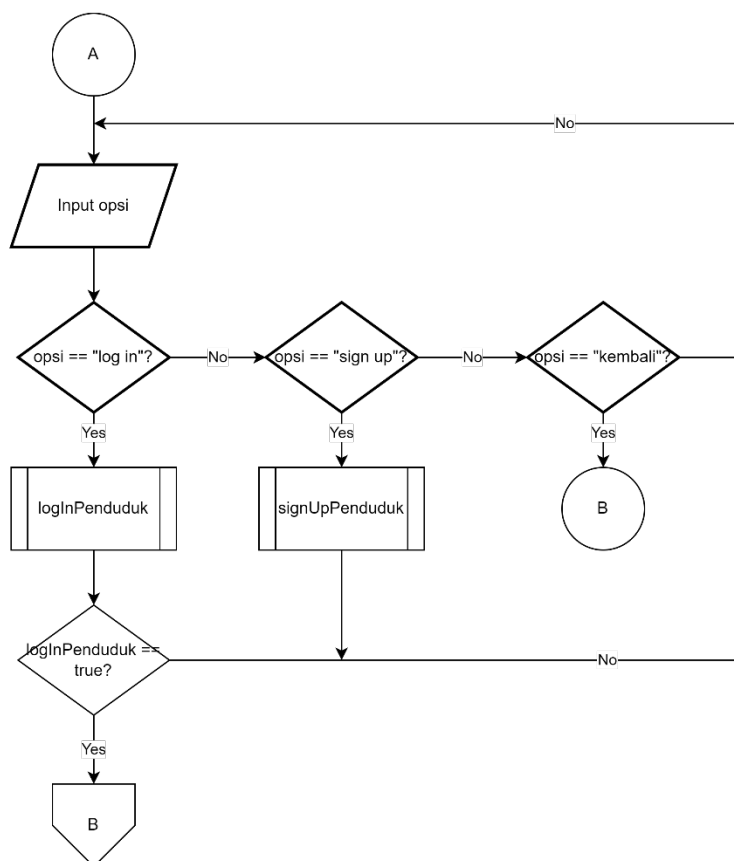 A
No
Input opsi
opsi == "log in"?
No
opsi == "sign up"?
No
opsi == "kembali"?
Yes
Yes
Yes
logInPenduduk
signUpPenduduk
B
logInPenduduk ==
true?
No
Yes
B